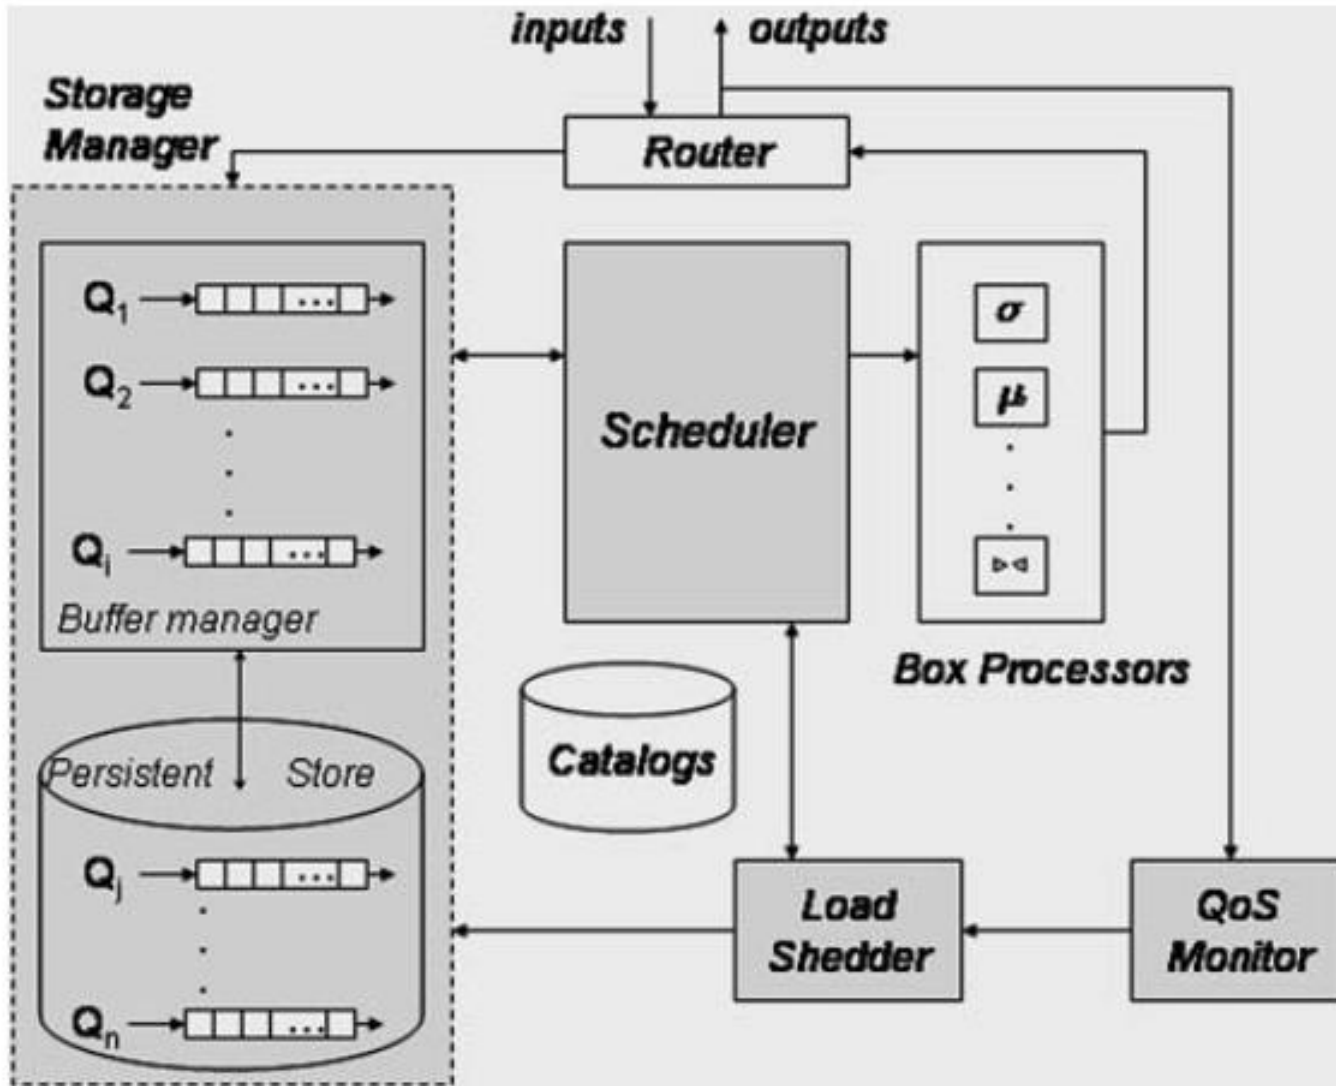 inputs
outputs
Storage
Manager
Router
Q1
...
Q2
...
Qi
...
Buffer manager
Scheduler
σ
μ
▷◁
Box Processors
Persistent Store
Catalogs
Qj
...
Qn
...
Load
Shedder
QoS
Monitor